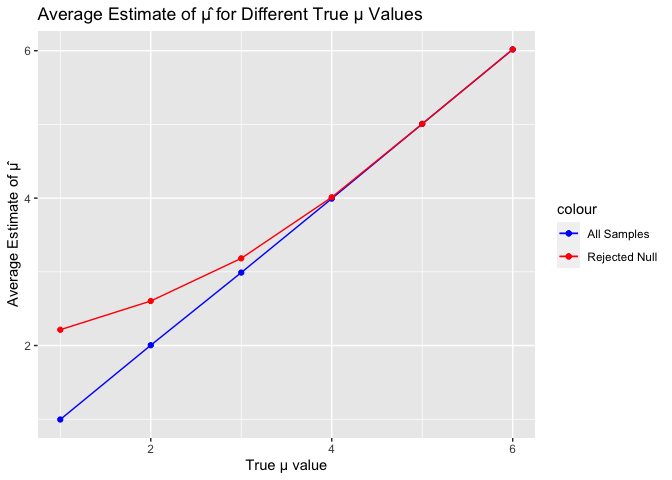 Average Estimate of μ̂ for Different True μ Values
Average Estimate of μ̂
6
4
2
2
4
6
True μ value
colour
All Samples
Rejected Null